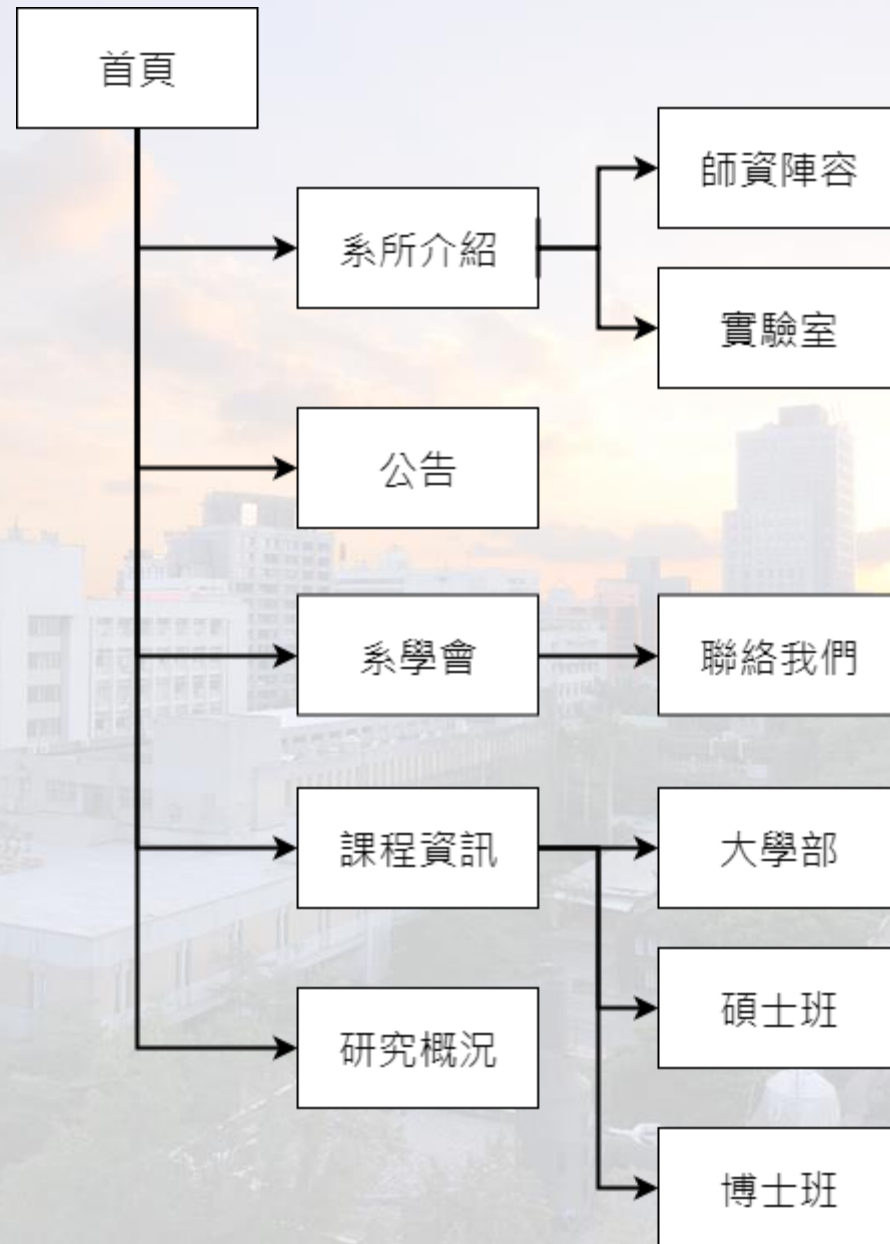 首頁
系所介紹
師資陣容
實驗室
公告
系學會
聯絡我們
課程資訊
大學部
碩士班
博士班
研究概況